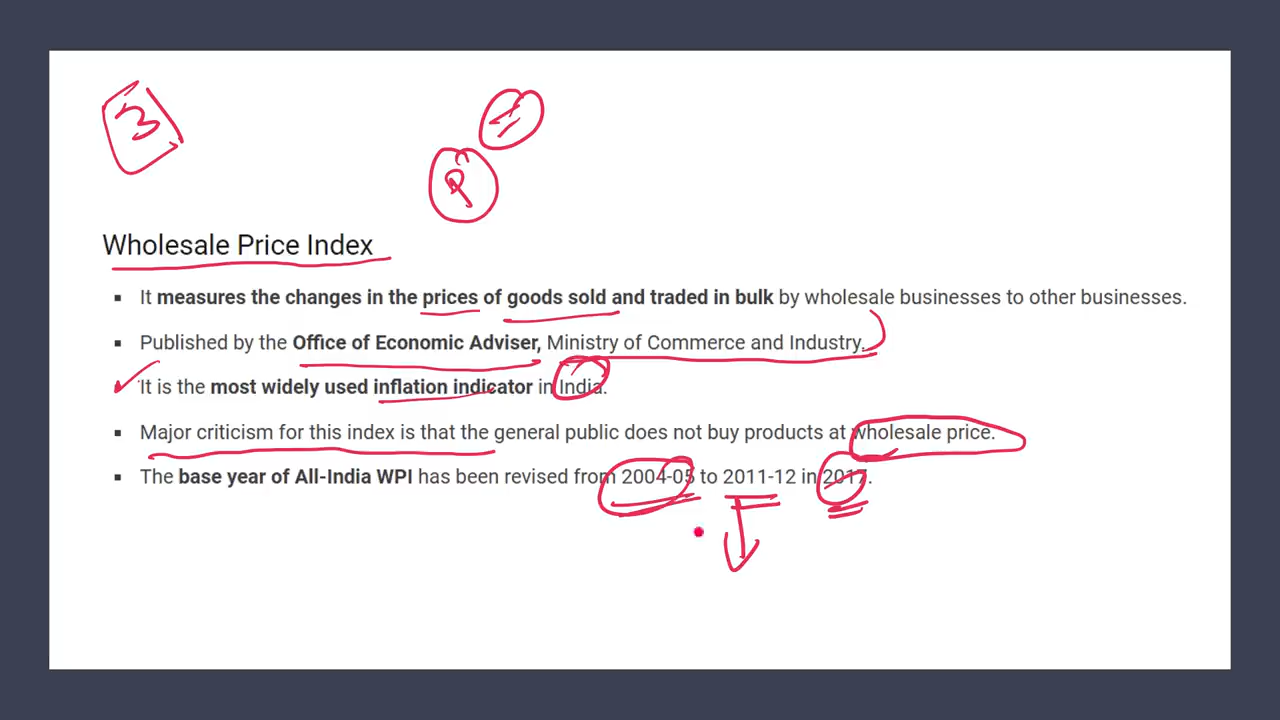 3
I
P
Wholesale Price Index
It measures the changes in the prices of goods sold and traded in bulk by wholesale businesses to other businesses.
Published by the Office of Economic Adviser, Ministry of Commerce and Industry.
It is the most widely used inflation indicator in India.
Major criticism for this index is that the general public does not buy products at wholesale price.
The base year of All-India WPI has been revised from 2004-05 to 2011-12 in 2017.